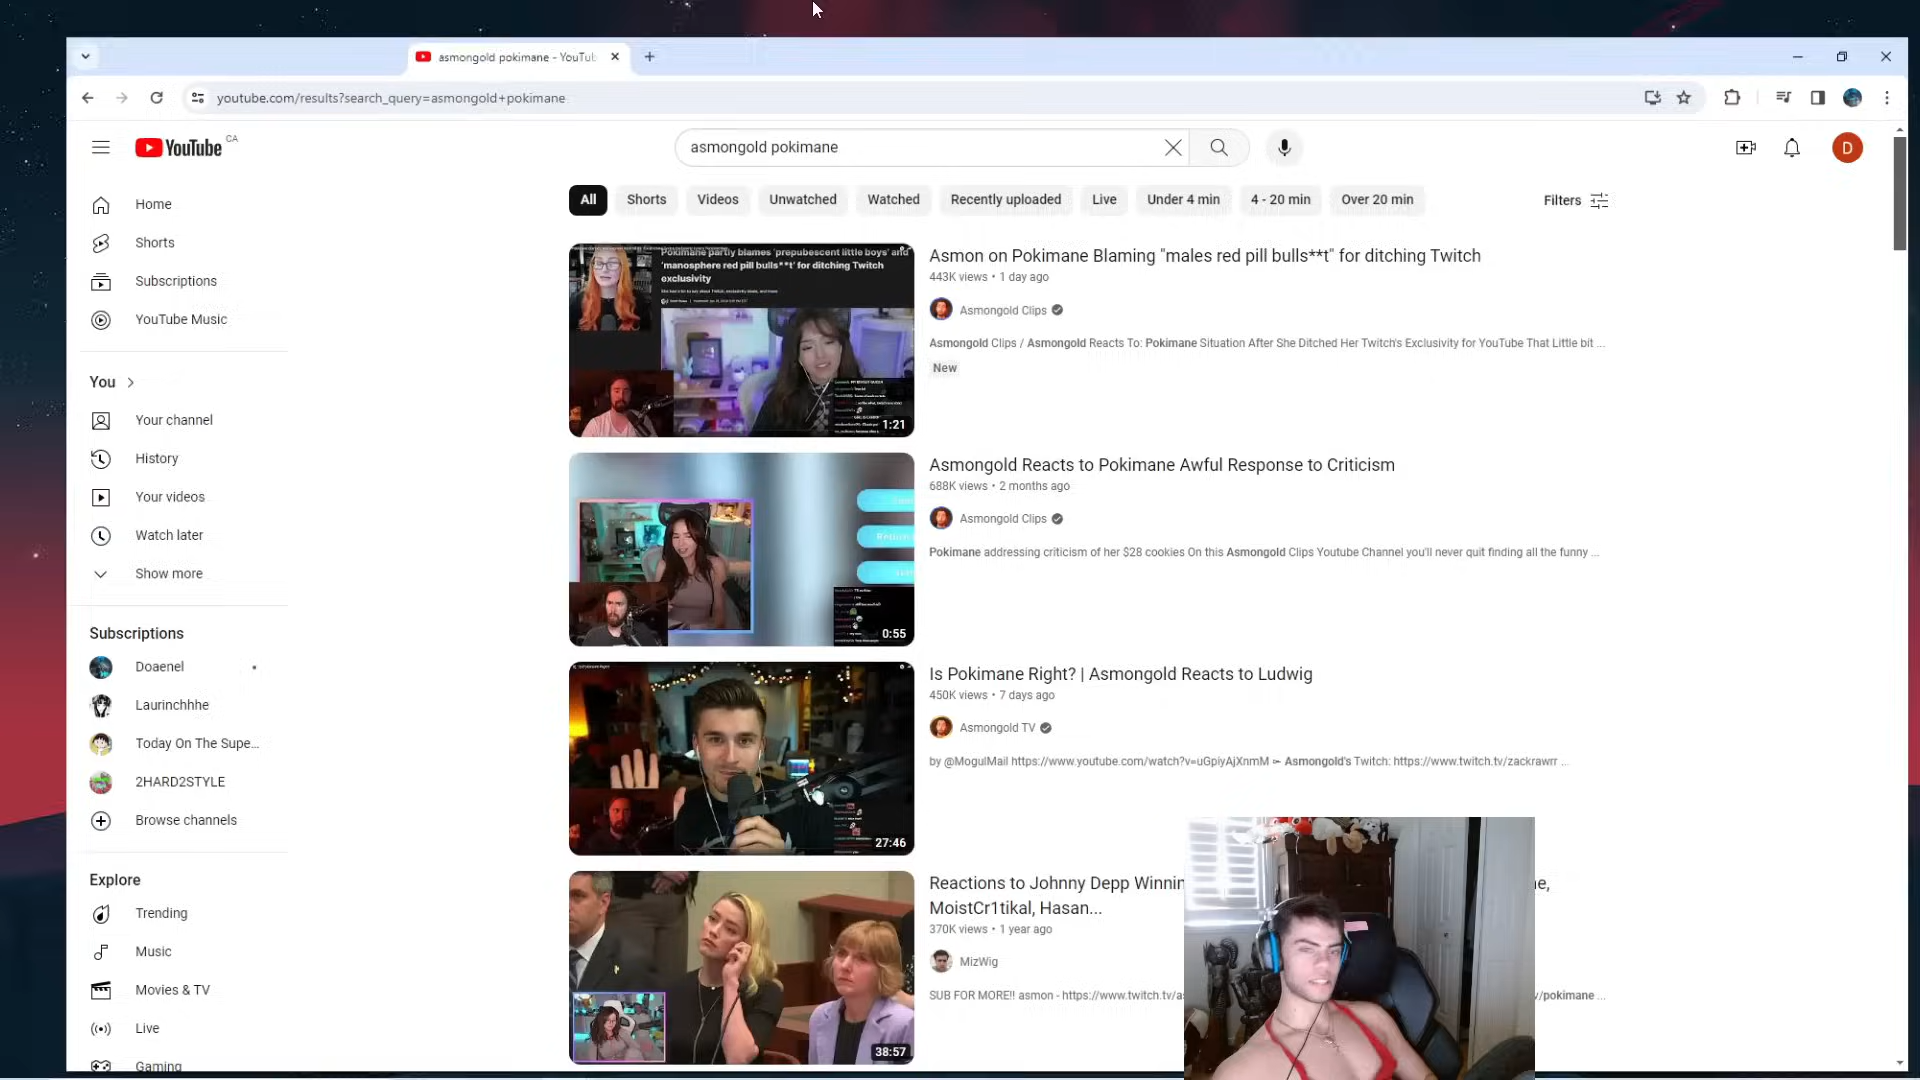 asmongold pokimane - YouTu
youtube.com/results?search_query=asmongold+pokimane
YouTube CA
asmongold pokimane
D
Home
Shorts
Subscriptions
YouTube Music
You
Your channel
History
Your videos
Watch later
Show more
Subscriptions
Doaenel
Laurinchhhe
Today On The Supe...
2HARD2STYLE
Browse channels
Explore
Trending
Music
Movies & TV
Live
Gaming
All
Shorts
Videos
Unwatched
Watched
Recently uploaded
Live
Under 4 min
4 - 20 min
Over 20 min
Filters
Pokimane partly blames 'prepubescent little boys' and
'manosphere red pill bulls**t' for ditching Twitch
exclusivity
1:21
Asmon on Pokimane Blaming "males red pill bulls**t" for ditching Twitch
443K views • 1 day ago
Asmongold Clips
Asmongold Clips / Asmongold Reacts To: Pokimane Situation After She Ditched Her Twitch's Exclusivity for YouTube That Little bit ...
New
0:55
Asmongold Reacts to Pokimane Awful Response to Criticism
688K views • 2 months ago
Asmongold Clips
Pokimane addressing criticism of her $28 cookies On this Asmongold Clips Youtube Channel you'll never quit finding all the funny ...
27:46
Is Pokimane Right? | Asmongold Reacts to Ludwig
450K views • 7 days ago
Asmongold TV
by @MogulMail https://www.youtube.com/watch?v=uGpiyAjXnmM ► Asmongold's Twitch: https://www.twitch.tv/zackrawrr ...
38:57
Reactions to Johnny Depp Winnin e,
MoistCr1tikal, Hasan...
370K views • 1 year ago
MizWig
SUB FOR MORE!! asmon - https://www.twitch.tv/as /pokimane ...